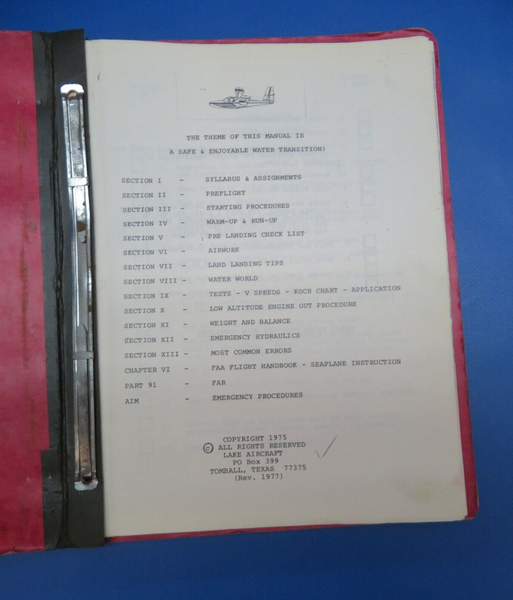 THE THEME OF THIS MANUAL IS
A SAFE & ENJOYABLE WATER TRANSITION!
SECTION I - SYLLABUS & ASSIGNMENTS
SECTION II - PREFLIGHT
SECTION III - STARTING PROCEDURES
SECTION IV - WARM-UP & RUN-UP
SECTION V - PRE LANDING CHECK LIST
SECTION VI - AIRWORK
SECTION VII - LAND LANDING TIPS
SECTION VIII - WATER WORLD
SECTION IX - TESTS - V SPEEDS - KOCH CHART - APPLICATION
SECTION X - LOW ALTITUDE ENGINE OUT PROCEDURE
SECTION XI - WEIGHT AND BALANCE
SECTION XII - EMERGENCY HYDRAULICS
SECTION XIII - MOST COMMON ERRORS
CHAPTER VI - FAA FLIGHT HANDBOOK - SEAPLANE INSTRUCTION
PART 91 - FAR
AIM - EMERGENCY PROCEDURES
COPYRIGHT 1975
© ALL RIGHTS RESERVED
LAKE AIRCRAFT
PO Box 399
TOMBALL, TEXAS 77375
(Rev. 1977)